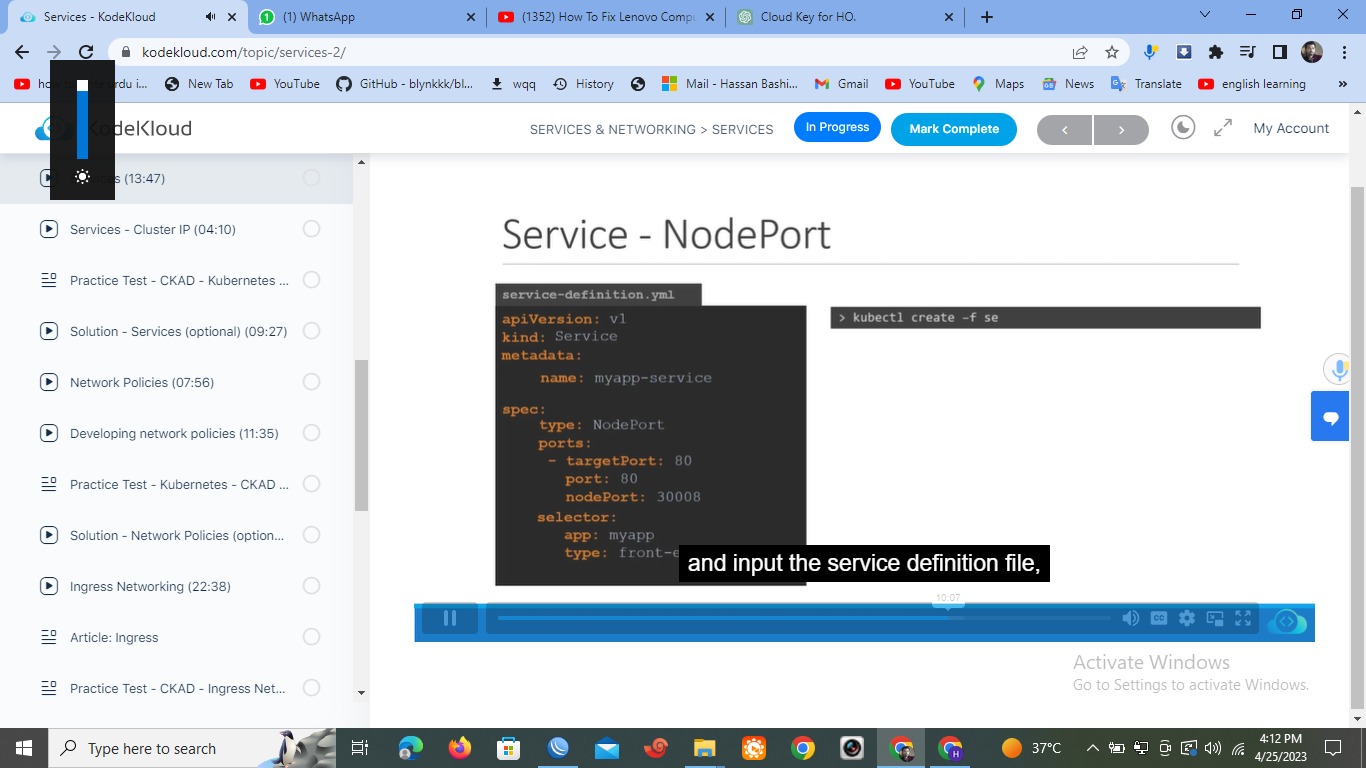 Services - KodeKloud
(1) WhatsApp
(1352) How To Fix Lenovo Compu
Cloud Key for HO.
kodekloud.com/topic/services-2/
urdu i...
New Tab
YouTube
GitHub - blynkkk/bl...
wqq
History
Mail - Hassan Basri...
Gmail
YouTube
Maps
News
Translate
english learning
KodeKloud
SERVICES & NETWORKING > SERVICES
In Progress
Mark Complete
My Account
(13:47)
Services - Cluster IP (04:10)
Practice Test - CKAD - Kubernetes ...
Solution - Services (optional) (09:27)
Network Policies (07:56)
Developing network policies (11:35)
Practice Test - Kubernetes - CKAD ...
Solution - Network Policies (option...
Ingress Networking (22:38)
Article: Ingress
Practice Test - CKAD - Ingress Net...
Service - NodePort
service-definition.yml
apiVersion: v1
kind: Service
metadata:
name: myapp-service
spec:
type: NodePort
ports:
- targetPort: 80
port: 80
nodePort: 30008
selector:
app: myapp
type: front-e
> kubectl create -f se
and input the service definition file,
10:07
CC
Activate Windows
Go to Settings to activate Windows.
Type here to search
H
37°C
4:12 PM
4/25/2023